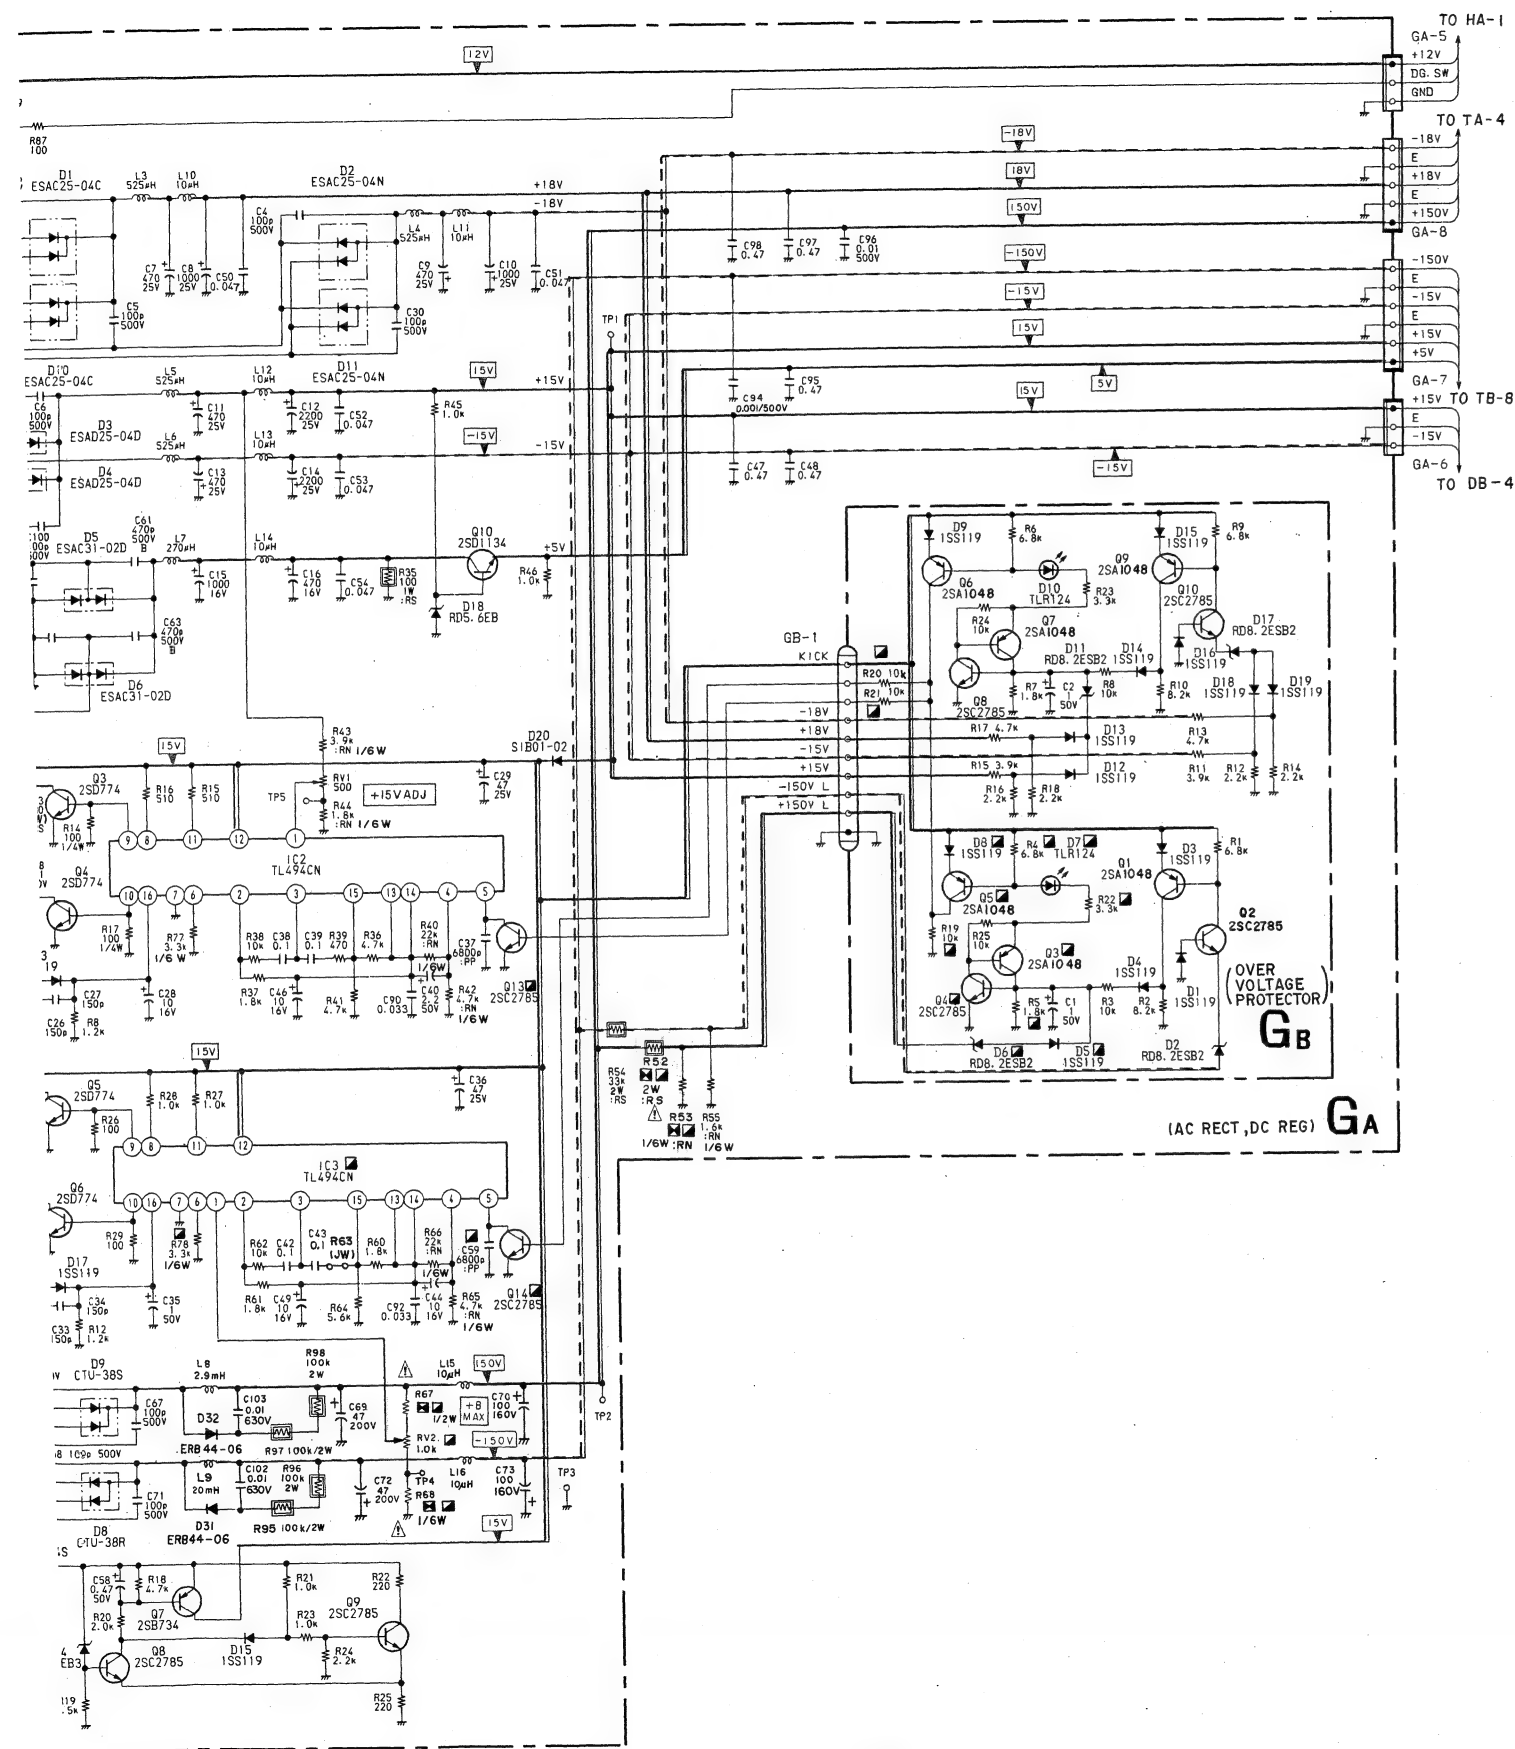 TO HA-1
GA-5
12V
+12V
DG. SW
GND
R87
100
TO TA-4
-18V
-18V
E
18V
+18V
E
150V
+150V
GA-8
D1
ESAC25-04C
L3
525μH
L10
10μH
D2
ESAC25-04N
+18V
-18V
C4
100p
500V
L4
525μH
L11
10μH
C7
470
25V
C8
1000
25V
C50
0.047
C9
470
25V
C10
1000
25V
C51
0.047
C5
100p
500V
C30
100p
500V
C98
0.47
C97
0.47
C96
0.01
500V
-150V
-150V
E
-15V
-15V
E
15V
+15V
+5V
GA-7
TO TB-8
5V
TP1
D10
ESAC25-04C
L5
525μH
L12
10μH
D11
ESAC25-04N
15V
+15V
C6
100p
500V
D3
ESAD25-04D
C11
470
25V
C12
2200
25V
C52
0.047
R45
1.0k
C94
0.001/500V
C95
0.47
15V
+15V
E
-15V
GA-6
TO DB-4
L6
525μH
L13
10μH
-15V
-15V
-15V
D4
ESAD25-04D
C13
470
25V
C14
2200
25V
C53
0.047
C47
0.47
C48
0.47
D5
ESAC31-02D
C61
470p
500V
B
L7
270μH
L14
10μH
Q10
2SD1134
+5V
C15
1000
16V
C16
470
16V
C54
0.047
R35
100
1W
:RS
R46
1.0k
D18
RD5.6EB
C63
470p
500V
B
D6
ESAC31-02D
D9
1SS119
R6
6.8k
D15
1SS119
R9
6.8k
Q6
2SA1048
D10
TLR124
Q9
2SA1048
R23
3.3k
Q10
2SC2785
R24
10k
Q7
2SA1048
D17
RD8.2ESB2
D11
RD8.2ESB2
D14
1SS119
D16
1SS119
D18
1SS119
D19
1SS119
Q8
2SC2785
R7
1.8k
C2
1
50V
R8
10k
R10
8.2k
GB-1
KICK
R20 10k
R21
10k
-18V
+18V
-15V
+15V
-150V L
+150V L
R17 4.7k
D13
1SS119
R13
4.7k
R15 3.9k
D12
1SS119
R11
3.9k
R12
2.2k
R14
2.2k
R16
2.2k
R18
2.2k
R43
3.9k
:RN 1/6W
D20
S1B01-02
15V
Q3
2SD774
R16
510
R15
510
RV1
500
TP5
+15V ADJ
C29
47
25V
R14
100
1/4W
R44
1.8k
:RN 1/6W
9
8
11
12
1
IC2
TL494CN
Q4
2SD774
10
16
7
6
2
3
15
13
14
4
5
R17
100
1/4W
R77
3.3k
1/6 W
R38
10k
C38
0.1
C39
0.1
R39
470
R36
4.7k
R40
22k
:RN
1/6W
C37
6800p
:PP
R37
1.8k
C46
10
16V
R41
4.7k
C90
0.033
C40
2.2
50V
R42
4.7k
:RN
1/6W
Q13
2SC2785
C27
150p
C28
10
16V
C26
150p
R8
1.2k
D8
1SS119
R4
6.8k
D7
TLR124
Q1
2SA1048
D3
1SS119
R1
6.8k
Q5
2SA1048
R22
3.3k
R19
10k
R25
10k
Q3
2SA1048
Q2
2SC2785
D4
1SS119
D1
1SS119
Q4
2SC2785
R5
1.8k
C1
1
50V
R3
10k
R2
8.2k
D6
RD8.2ESB2
D5
1SS119
D2
RD8.2ESB2
(OVER
VOLTAGE
PROTECTOR)
GB
R54
33k
2W
:RS
R52
2W
:RS
R53
1/6W :RN
R55
1.6k
:RN
1/6W
(AC RECT, DC REG) GA
15V
Q5
2SD774
R28
1.0k
R27
1.0k
C36
47
25V
R26
100
9
8
11
12
IC3
TL494CN
Q6
2SD774
10
16
7
6
1
2
3
15
13
14
4
5
R29
100
R78
3.3k
1/6W
R62
10k
C42
0.1
C43
0.1
R63
(JW)
R60
1.8k
R66
22k
:RN
1/6W
C59
6800p
:PP
D17
1SS119
R61
1.8k
C49
10
16V
R64
5.6k
C92
0.033
C44
10
16V
R65
4.7k
:RN
1/6W
Q14
2SC2785
C34
150p
C35
1
50V
C33
150p
R12
1.2k
D9
CTU-38S
L8
2.9mH
R98
100k
2W
L15
10μH
150V
C67
100p
500V
C103
0.01
630V
C69
47
200V
R67
1/2W
+B
MAX
C70
100
160V
TP2
D32
ERB44-06
R97 100k/2W
RV2
1.0k
-150V
L9
20mH
C102
0.01
630V
R96
100k
2W
C72
47
200V
TP4
L16
10μH
C73
100
160V
TP3
C71
100p
500V
R68
1/6W
D31
ERB44-06
R95 100k/2W
15V
D8
CTU-38R
C58
0.47
50V
R18
4.7k
R21
1.0k
R22
220
Q7
2SB734
Q9
2SC2785
R20
2.0k
R23
1.0k
Q8
2SC2785
D15
1SS119
R24
2.2k
R25
220